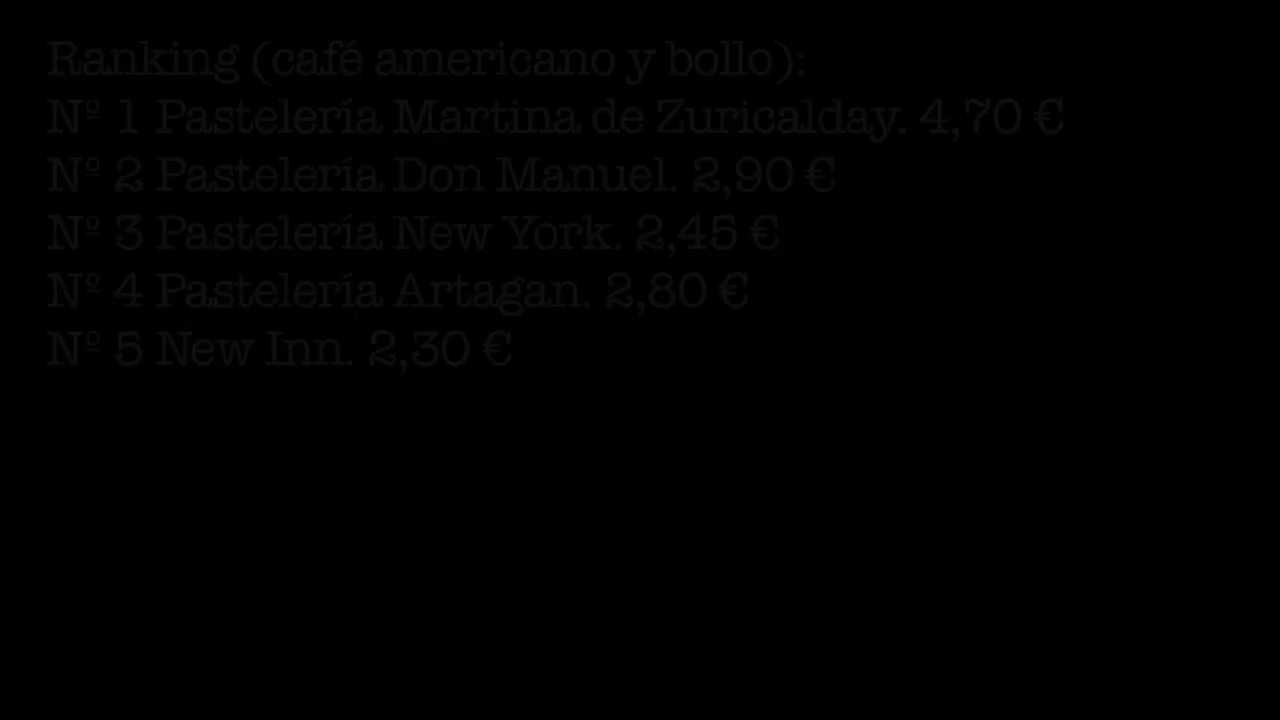 Ranking (café americano y bollo):
Nº 1 Pastelería Martina de Zuricalday. 4,70 €
Nº 2 Pastelería Don Manuel. 2,90 €
Nº 3 Pastelería New York. 2,45 €
Nº 4 Pastelería Artagan. 2,80 €
Nº 5 New Inn. 2,30 €